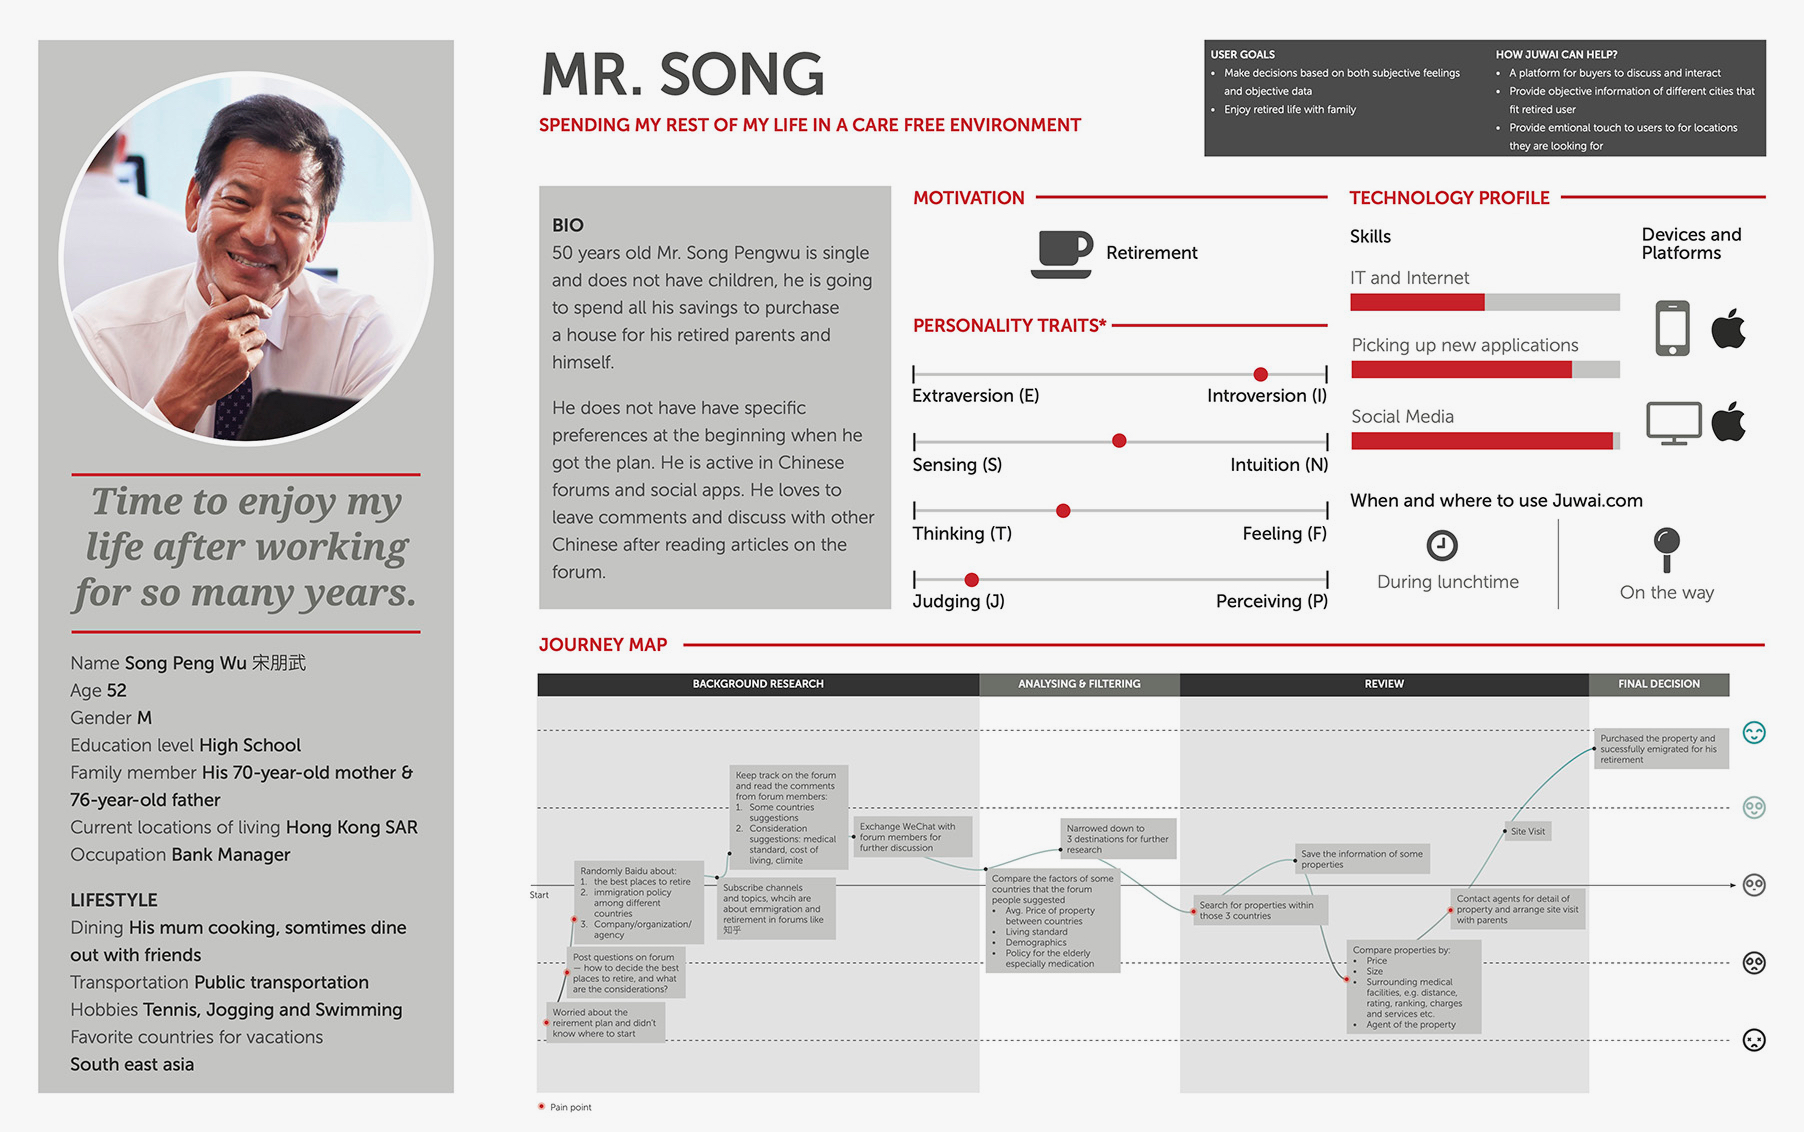 Time to enjoy my
life after working
for so many years.
Name Song Peng Wu 宋朋武
Age 52
Gender M
Education level High School
Family member His 70-year-old mother &
76-year-old father
Current locations of living Hong Kong SAR
Occupation Bank Manager
LIFESTYLE
Dining His mum cooking, somtimes dine
out with friends
Transportation Public transportation
Hobbies Tennis, Jogging and Swimming
Favorite countries for vacations
South east asia
MR. SONG
SPENDING MY REST OF MY LIFE IN A CARE FREE ENVIRONMENT
USER GOALS
• Make decisions based on both subjective feelings
and objective data
• Enjoy retired life with family
HOW JUWAI CAN HELP?
• A platform for buyers to discuss and interact
• Provide objective information of different cities that
fit retired user
• Provide emtional touch to users to for locations
they are looking for
BIO
50 years old Mr. Song Pengwu is single
and does not have children, he is going
to spend all his savings to purchase
a house for his retired parents and
himself.
He does not have have specific
preferences at the beginning when he
got the plan. He is active in Chinese
forums and social apps. He loves to
leave comments and discuss with other
Chinese after reading articles on the
forum.
MOTIVATION
Retirement
PERSONALITY TRAITS*
Extraversion (E) Introversion (I)
Sensing (S) Intuition (N)
Thinking (T) Feeling (F)
Judging (J) Perceiving (P)
TECHNOLOGY PROFILE
Skills
IT and Internet
Picking up new applications
Social Media
Devices and
Platforms
When and where to use Juwai.com
During lunchtime
On the way
JOURNEY MAP
BACKGROUND RESEARCH
ANALYSING & FILTERING
REVIEW
FINAL DECISION
Start
Worried about the
reirement plan and didn't
know where to start
Post questions on forum
— how to decide the best
places to retire, and what
are the considerations?
Randomly Baidu about:
1. the best places to retire
2. immigration policy
among different
countries
3. Company/organization/
agency
Subscribe channels
and topics, whcih are
about emmigration and
retirement in forums like
知乎
Keep track on the forum
and read the comments
from forum members:
1. Some countries
suggestions
2. Consideration
suggestions: medical
standard, cost of
living, climite
Exchange WeChat with
forum members for
further discussion
Compare the factors of some
countries that the forum
people suggested
• Avg. Price of property
between countries
• Living standard
• Demographics
• Policy for the elderly
especially medication
Narrowed down to
3 destinations for further
research
Search for properties within
those 3 countries
Save the information of some
properties
Compare properties by:
• Price
• Size
• Surrounding medical
facilities, e.g. distance,
rating, ranking, charges
and services etc.
• Agent of the property
Contact agents for detail of
property and arrange site visit
with parents
Site Visit
Purchased the property and
sucessfully emigrated for his
retirement
Pain point